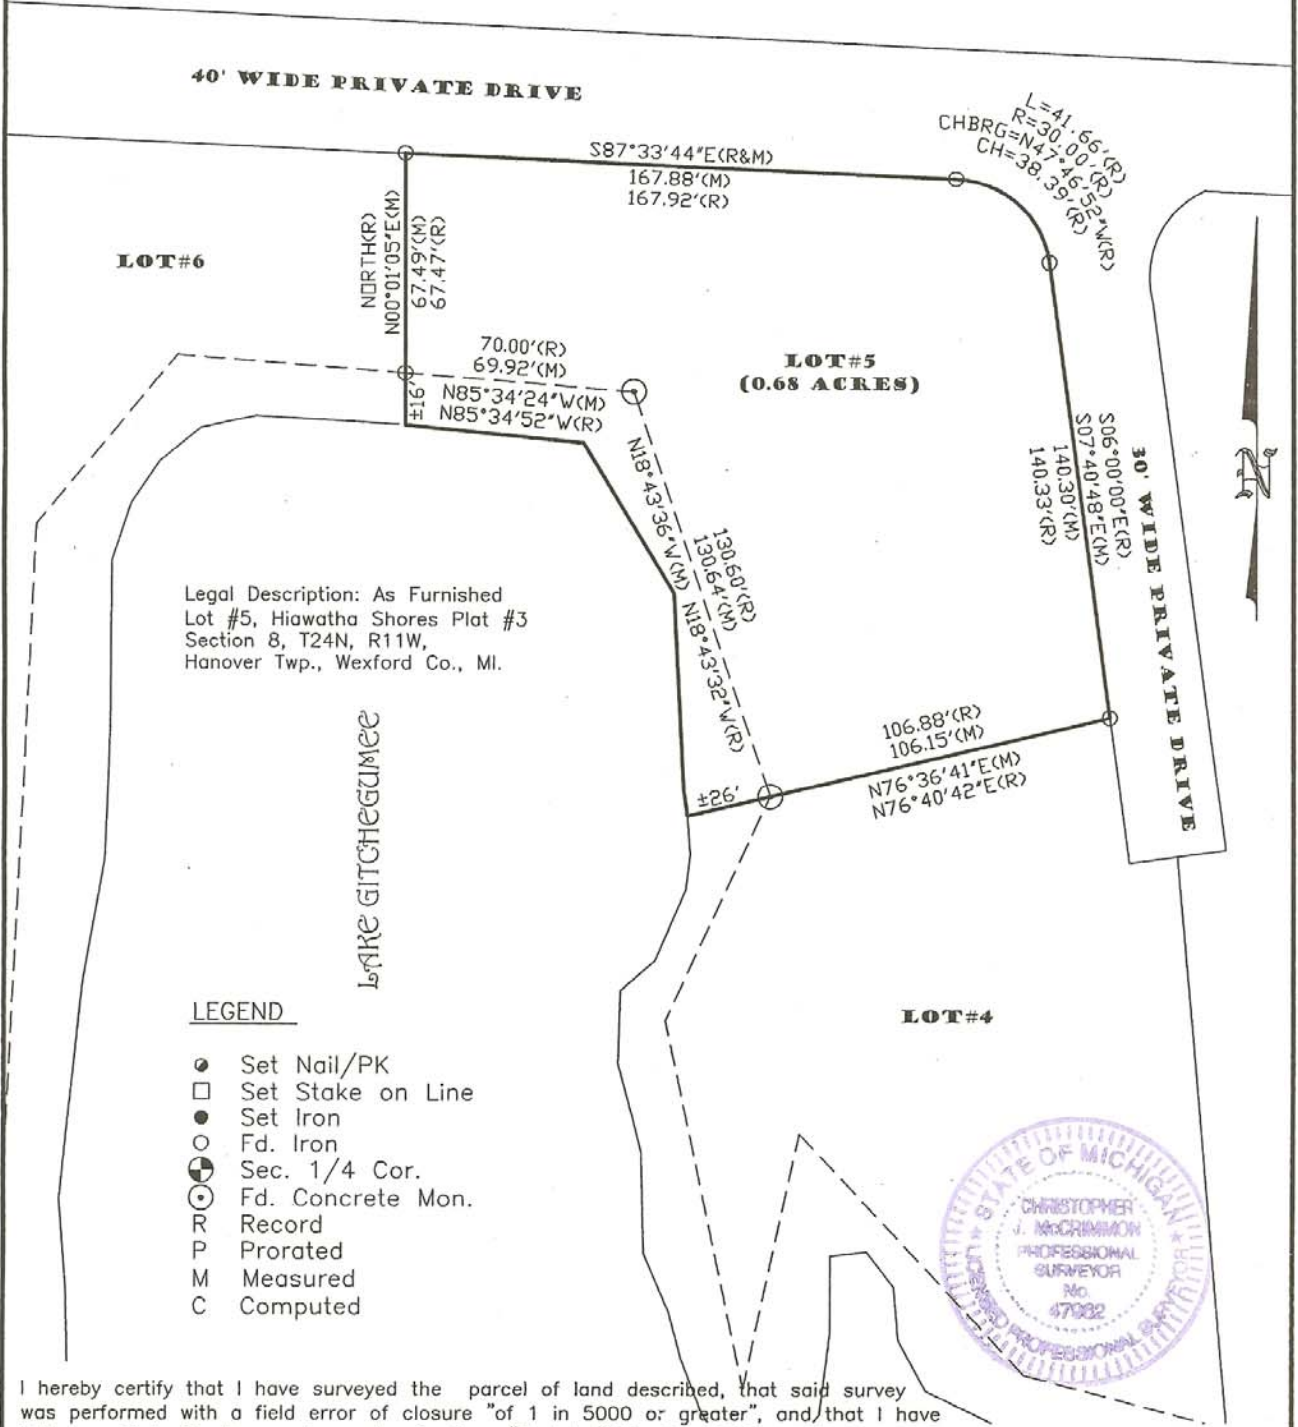 40' WIDE PRIVATE DRIVE
L=41.66'(R)
R=30.00'(R)
CHBRG=N47°46'52"W(R)
CH=38.39'(R)
S87°33'44"E(R&M)
167.88'(M)
167.92'(R)
LOT#6
NORTH(R)
N00°01'05"E(M)
67.49'(M)
67.47'(R)
70.00'(R)
69.92'(M)
N85°34'24"W(M)
N85°34'52"W(R)
±16'
LOT#5
(0.68 ACRES)
S06°00'00"E(R)
S07°40'48"E(M)
140.30'(M)
140.33'(R)
30' WIDE PRIVATE DRIVE
N
N18°43'36"W(M)
N18°43'32"W(R)
130.60'(R)
130.64'(M)
Legal Description: As Furnished
Lot #5, Hiawatha Shores Plat #3
Section 8, T24N, R11W,
Hanover Twp., Wexford Co., MI.
106.88'(R)
106.15'(M)
N76°36'41"E(M)
N76°40'42"E(R)
±26'
LAKE GITCHEGUMEE
LOT#4
LEGEND
Set Nail/PK
Set Stake on Line
Set Iron
Fd. Iron
Sec. 1/4 Cor.
Fd. Concrete Mon.
R Record
P Prorated
M Measured
C Computed
STATE OF MICHIGAN
CHRISTOPHER
J. McCRIMMON
PROFESSIONAL
SURVEYOR
No.
47982
LICENSED PROFESSIONAL SURVEYOR
I hereby certify that I have surveyed the parcel of land described, that said survey
was performed with a field error of closure "of 1 in 5000 or greater", and that I have